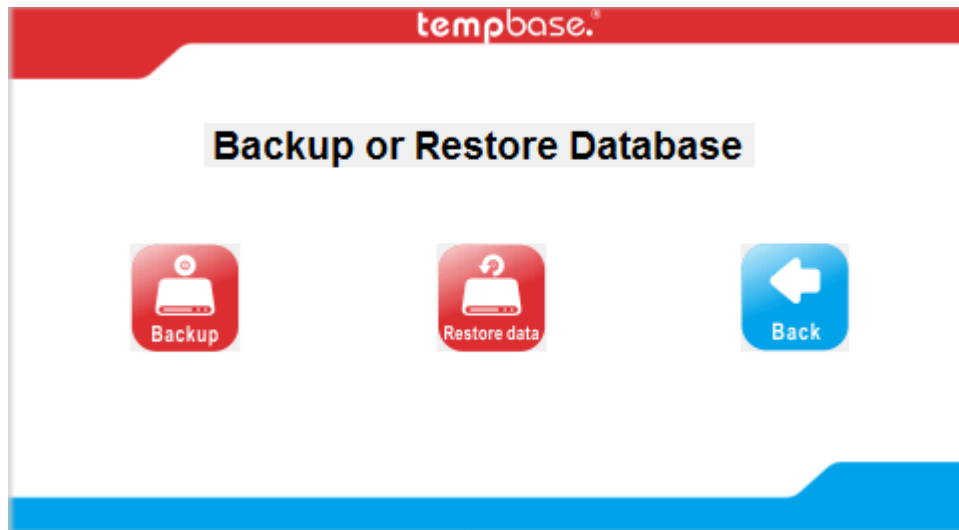 tempbase.®
Backup or Restore Database
Backup
Restore data
Back